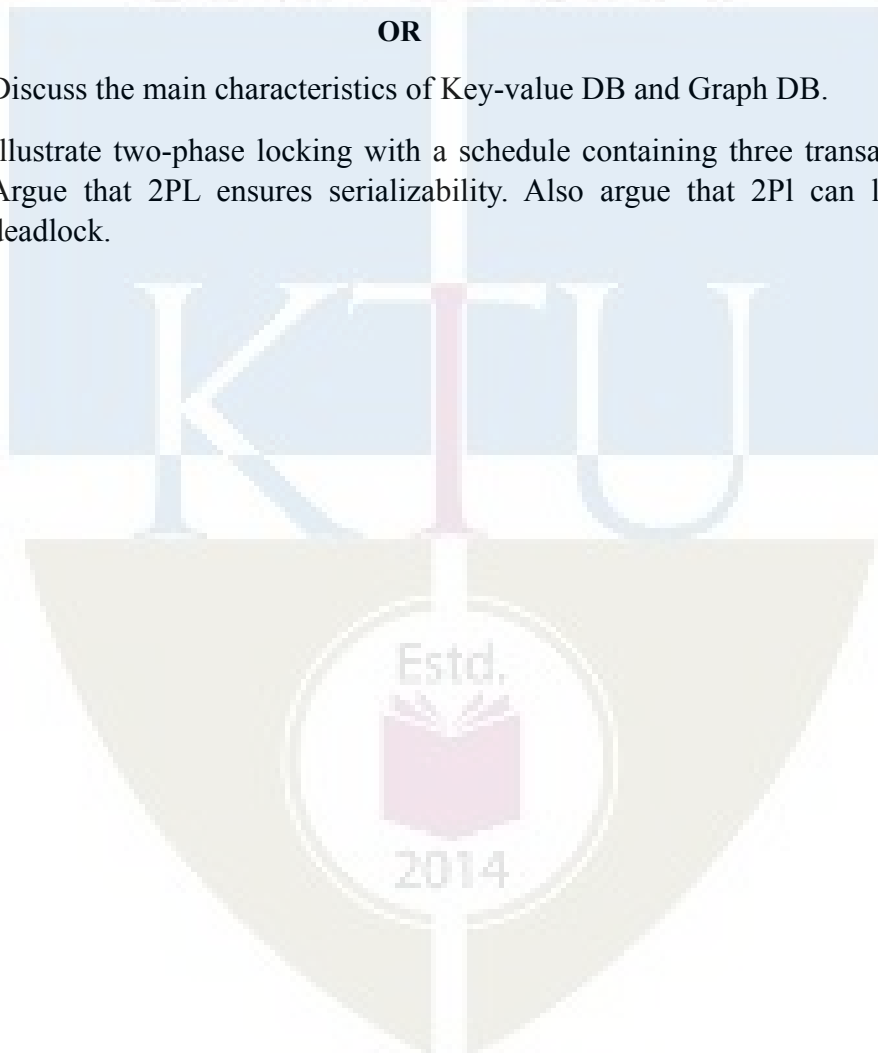 OR
Discuss the main characteristics of Key-value DB and Graph DB.
llustrate two-phase locking with a schedule containing three transa
Argue that 2PL ensures serializability. Also argue that 2Pl can l
deadlock.
KTU
Estd.
2014